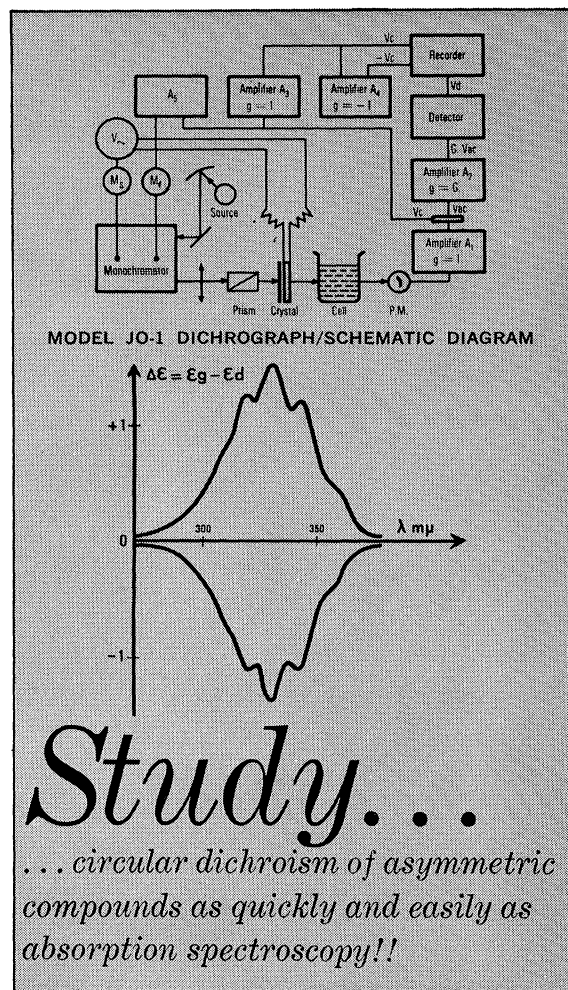 Vc
Recorder
– Vc
A₅
Amplifier A₃
g = 1
Amplifier A₄
g = –1
Vd
Detector
V~
G Vac
Amplifier A₂
g = G
Source
Vc
Vac
Amplifier A₁
g = 1
Monochromator
Prism
Crystal
Cell
P.M.
MODEL JO-1 DICHROGRAPH/SCHEMATIC DIAGRAM
Δε = εg – εd
+1
300
350
λ mμ
0
–1
Study...
...circular dichroism of asymmetric
compounds as quickly and easily as
absorption spectroscopy!!